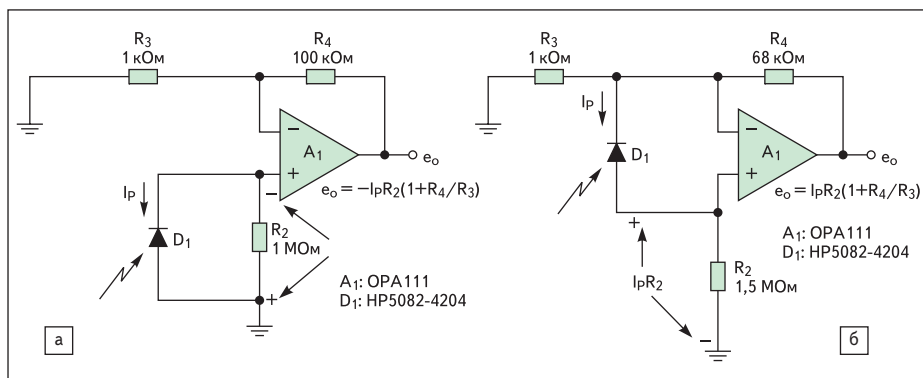 R3
1 кОм
R4
100 кОм
−
A1
+
eo
eo = −IPR2(1+R4/R3)
−
IP
D1
R2
1 МОм
+
A1: OPA111
D1: HP5082-4204
а
R3
1 кОм
R4
68 кОм
IP
−
A1
+
eo
eo = IPR2(1+R4/R3)
D1
+
A1: OPA111
D1: HP5082-4204
IPR2
R2
1,5 МОм
−
б